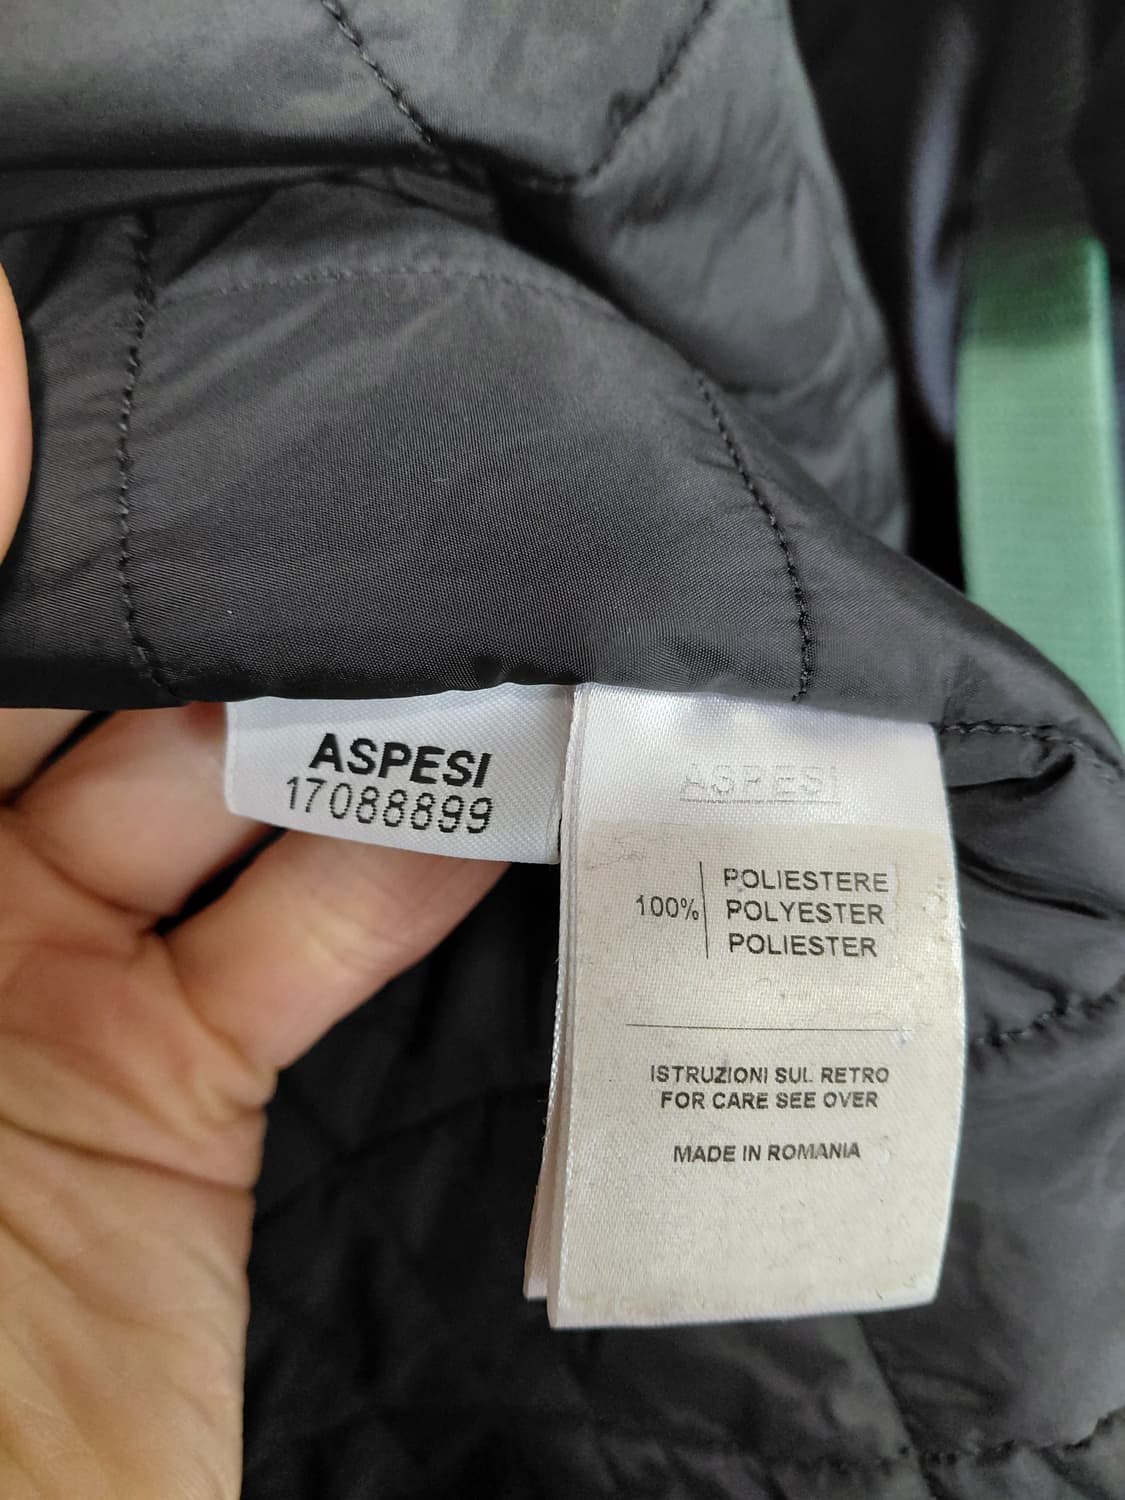 ASPESI
17088899
ASPESI
100%
POLIESTERE
POLYESTER
POLIESTER
ISTRUZIONI SUL RETRO
FOR CARE SEE OVER
MADE IN ROMANIA